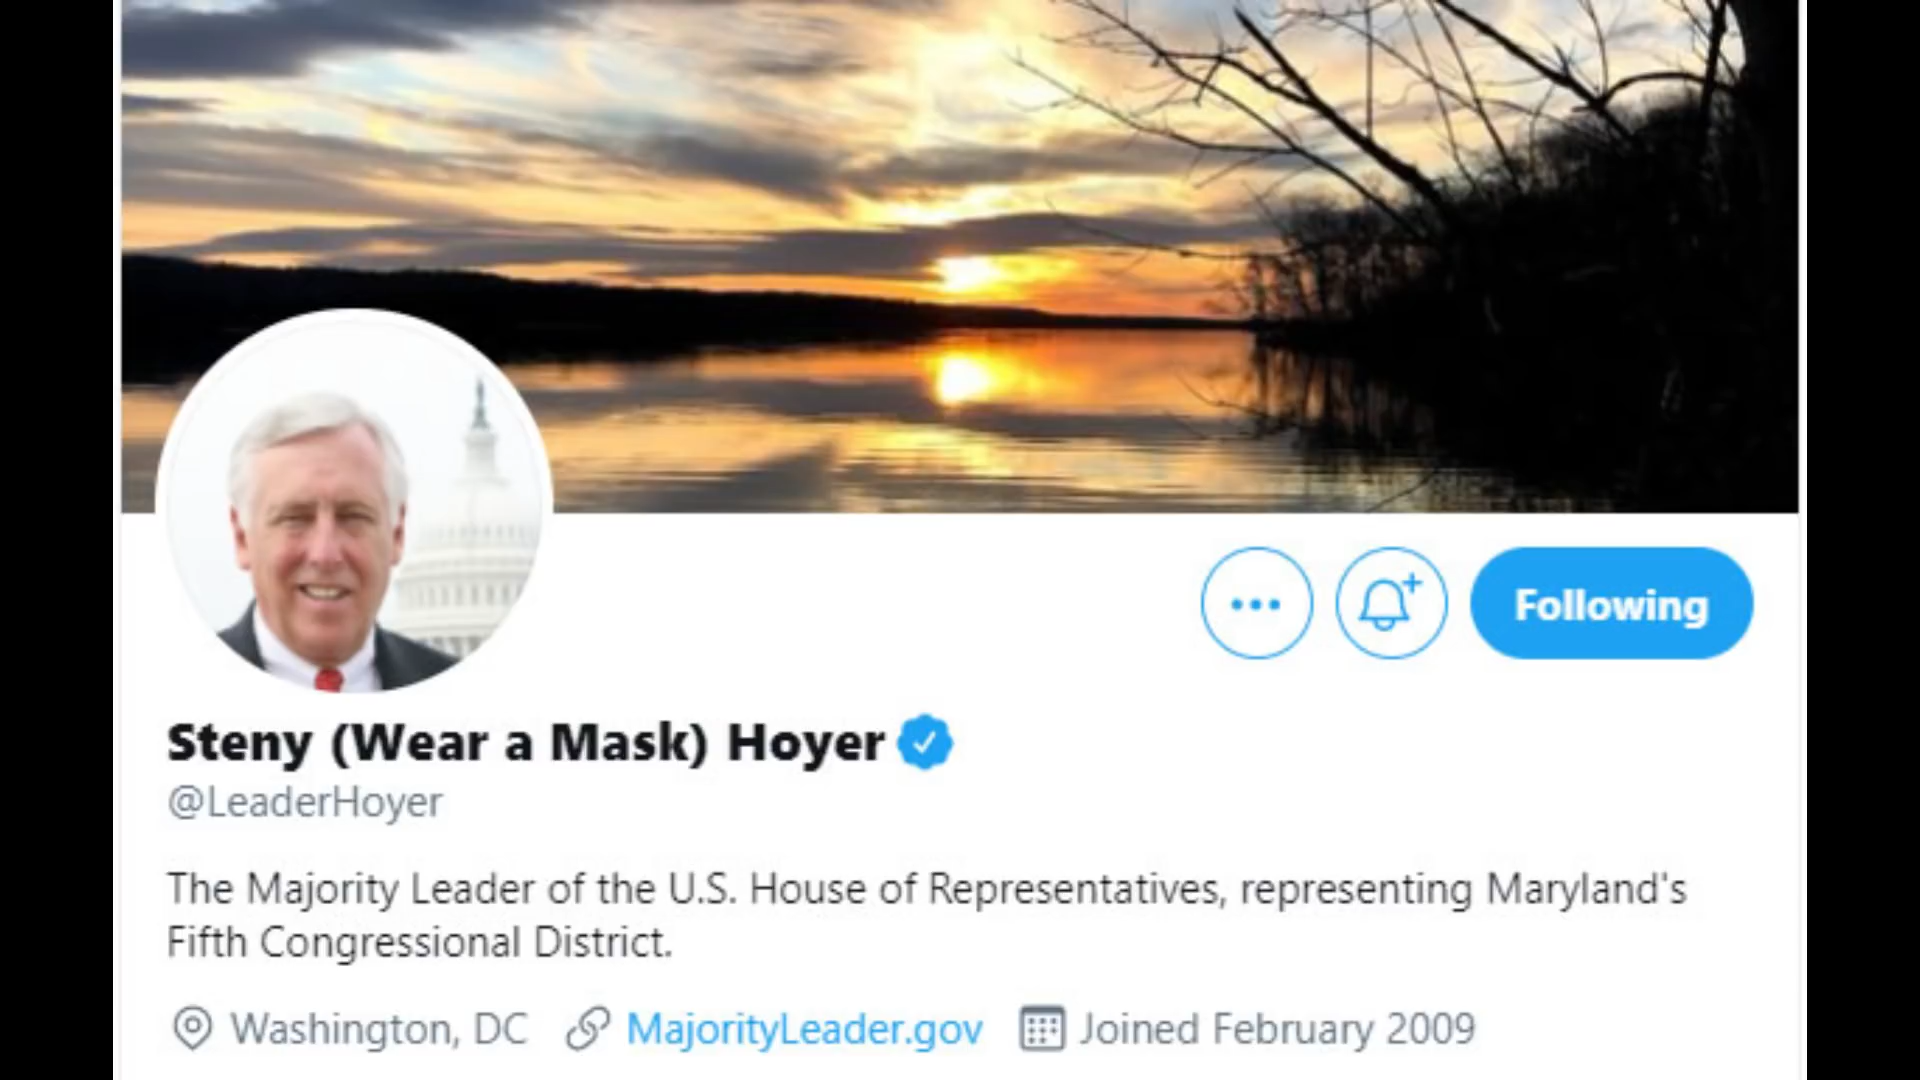 Following
Steny (Wear a Mask) Hoyer
@LeaderHoyer
The Majority Leader of the U.S. House of Representatives, representing Maryland's
Fifth Congressional District.
Washington, DC MajorityLeader.gov Joined February 2009